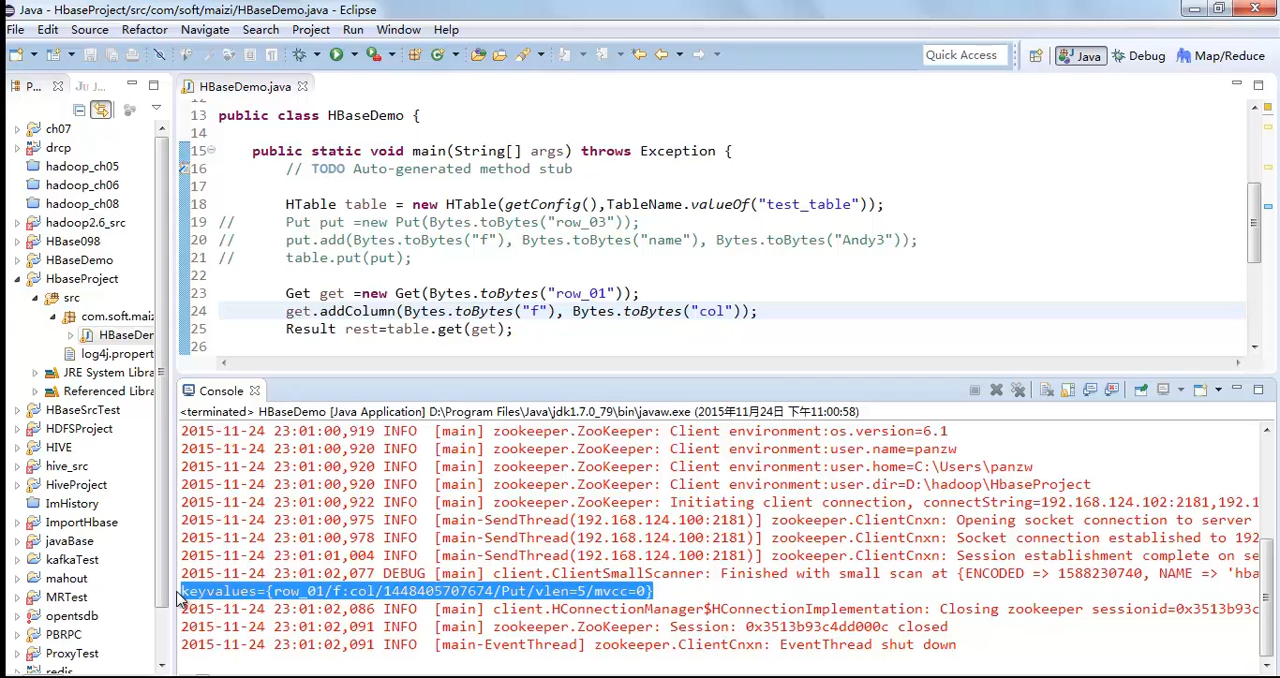 Java - HbaseProject/src/com/soft/maizi/HBaseDemo.java - Eclipse
File Edit Source Refactor Navigate Search Project Run Window Help
Quick Access Java Debug Map/Reduce
P... Ju J... HBaseDemo.java
ch07
drcp
hadoop_ch05
hadoop_ch06
hadoop_ch08
hadoop2.6_src
HBase098
HBaseDemo
HbaseProject
src
com.soft.maiz
HBaseDer
log4j.propert
JRE System Libra
Referenced Libra
HBaseSrcTest
HDFSProject
HIVE
hive_src
HiveProject
ImHistory
ImportHbase
javaBase
kafkaTest
mahout
MRTest
opentsdb
PBRPC
ProxyTest
redis
12
13 public class HBaseDemo {
14
15 public static void main(String[] args) throws Exception {
16 // TODO Auto-generated method stub
17
18 HTable table = new HTable(getConfig(),TableName.valueOf("test_table"));
19 // Put put =new Put(Bytes.toBytes("row_03"));
20 // put.add(Bytes.toBytes("f"), Bytes.toBytes("name"), Bytes.toBytes("Andy3"));
21 // table.put(put);
22
23 Get get =new Get(Bytes.toBytes("row_01"));
24 get.addColumn(Bytes.toBytes("f"), Bytes.toBytes("col"));
25 Result rest=table.get(get);
26
Console
<terminated> HBaseDemo [Java Application] D:\Program Files\Java\jdk1.7.0_79\bin\javaw.exe (2015年11月24日 下午11:00:58)
2015-11-24 23:01:00,919 INFO [main] zookeeper.ZooKeeper: Client environment:os.version=6.1
2015-11-24 23:01:00,920 INFO [main] zookeeper.ZooKeeper: Client environment:user.name=panzw
2015-11-24 23:01:00,920 INFO [main] zookeeper.ZooKeeper: Client environment:user.home=C:\Users\panzw
2015-11-24 23:01:00,920 INFO [main] zookeeper.ZooKeeper: Client environment:user.dir=D:\hadoop\HbaseProject
2015-11-24 23:01:00,922 INFO [main] zookeeper.ZooKeeper: Initiating client connection, connectString=192.168.124.102:2181,192.1
2015-11-24 23:01:00,975 INFO [main-SendThread(192.168.124.100:2181)] zookeeper.ClientCnxn: Opening socket connection to server
2015-11-24 23:01:00,978 INFO [main-SendThread(192.168.124.100:2181)] zookeeper.ClientCnxn: Socket connection established to 192
2015-11-24 23:01:01,004 INFO [main-SendThread(192.168.124.100:2181)] zookeeper.ClientCnxn: Session establishment complete on se
2015-11-24 23:01:02,077 DEBUG [main] client.ClientSmallScanner: Finished with small scan at {ENCODED => 1588230740, NAME => 'hba
keyvalues={row_01/f:col/1448405707674/Put/vlen=5/mvcc=0}
2015-11-24 23:01:02,086 INFO [main] client.HConnectionManager$HConnectionImplementation: Closing zookeeper sessionid=0x3513b93c
2015-11-24 23:01:02,091 INFO [main] zookeeper.ZooKeeper: Session: 0x3513b93c4dd000c closed
2015-11-24 23:01:02,091 INFO [main-EventThread] zookeeper.ClientCnxn: EventThread shut down